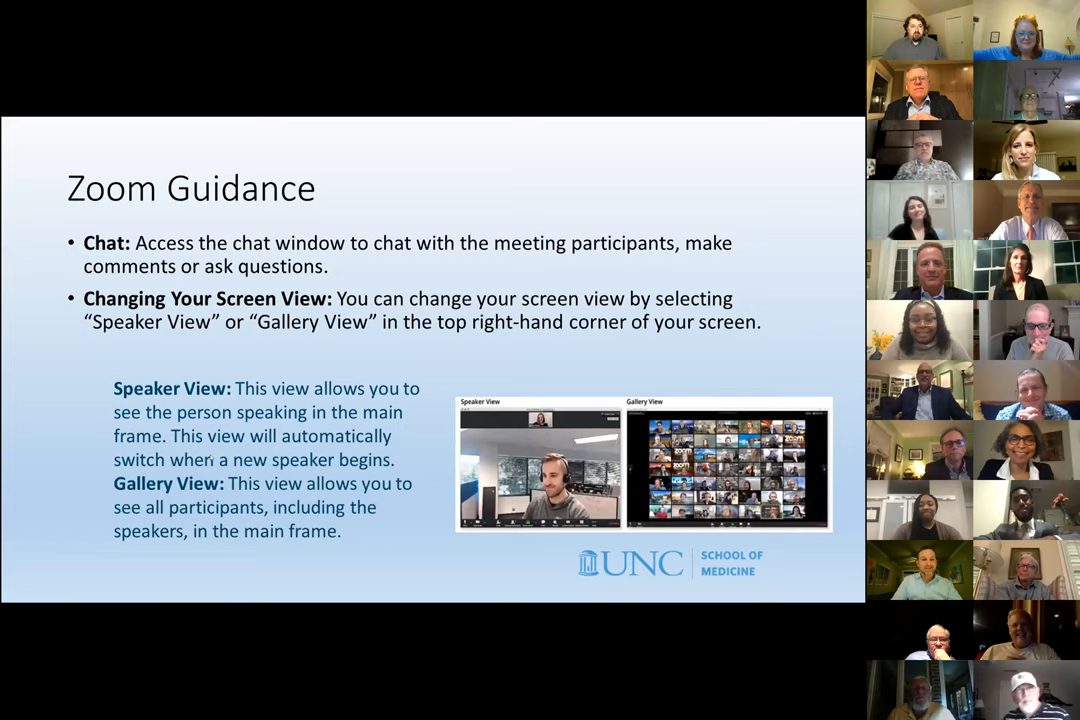 Zoom Guidance
• Chat: Access the chat window to chat with the meeting participants, make
comments or ask questions.
• Changing Your Screen View: You can change your screen view by selecting
“Speaker View” or “Gallery View” in the top right-hand corner of your screen.
Speaker View: This view allows you to
see the person speaking in the main
frame. This view will automatically
switch when a new speaker begins.
Gallery View: This view allows you to
see all participants, including the
speakers, in the main frame.
Speaker View
Gallery View
zoom
zoom
zoom
UNC
SCHOOL OF
MEDICINE